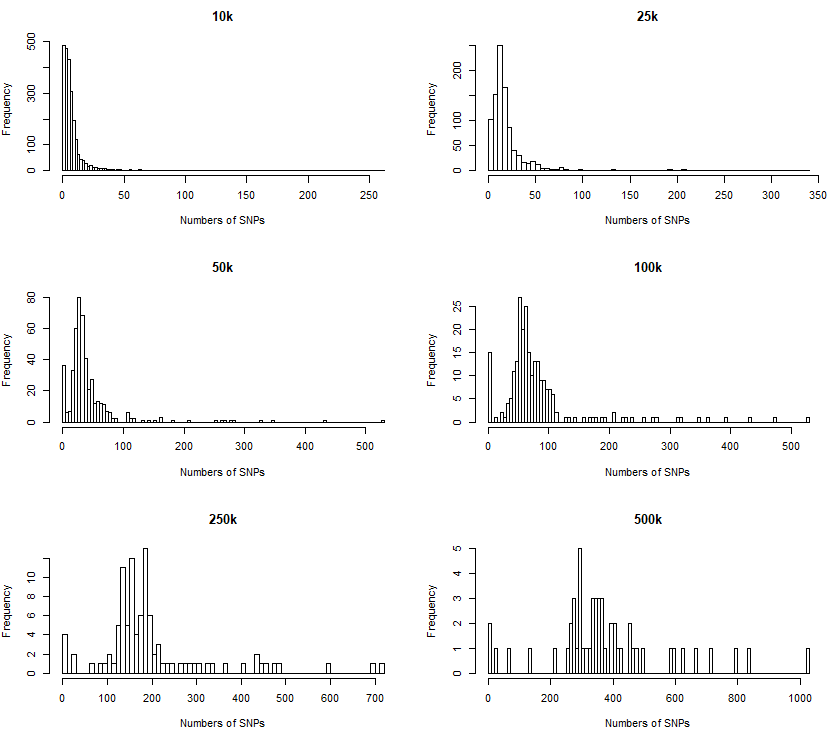 10k
25k
Frequency
0 100 300 500
0 50 100 150 200 250
Numbers of SNPs
Frequency
0 50 100 200
0 50 100 150 200 250 300 350
Numbers of SNPs
50k
100k
Frequency
0 20 40 60 80
0 100 200 300 400 500
Numbers of SNPs
Frequency
0 5 10 15 20 25
0 100 200 300 400 500
Numbers of SNPs
250k
500k
Frequency
0 2 4 6 8 10
0 100 200 300 400 500 600 700
Numbers of SNPs
Frequency
0 1 2 3 4 5
0 200 400 600 800 1000
Numbers of SNPs